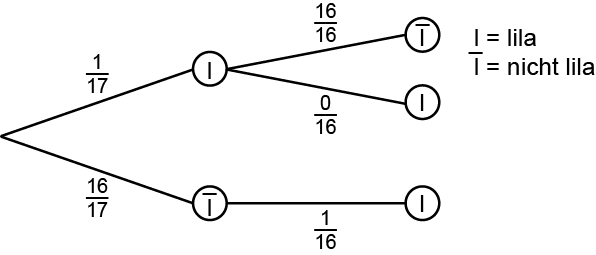 16
16
l̅
l = lila
l̅ = nicht lila
1
17
l
0
16
l
16
17
l̅
1
16
l